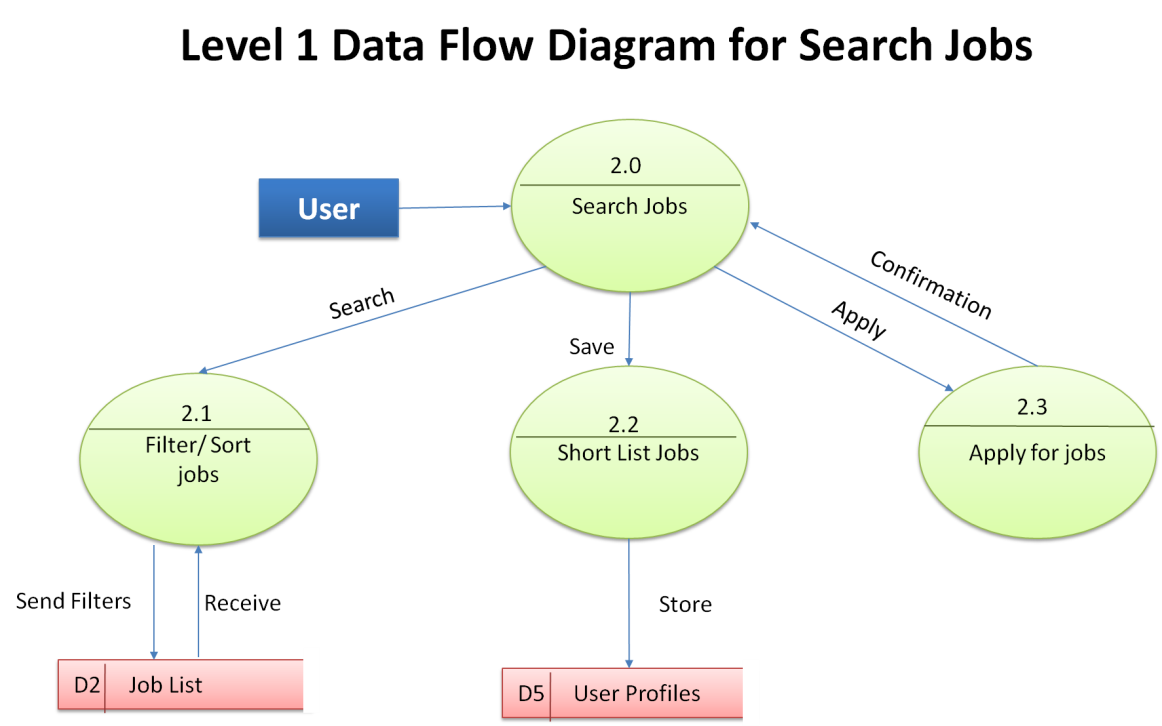 Level 1 Data Flow Diagram for Search Jobs
2.0
User
Search Jobs
Confirmation
Search
Apply
Save
2.1
Filter/ Sort
jobs
2.2
Short List Jobs
2.3
Apply for jobs
Send Filters
Receive
Store
D2 Job List
D5 User Profiles